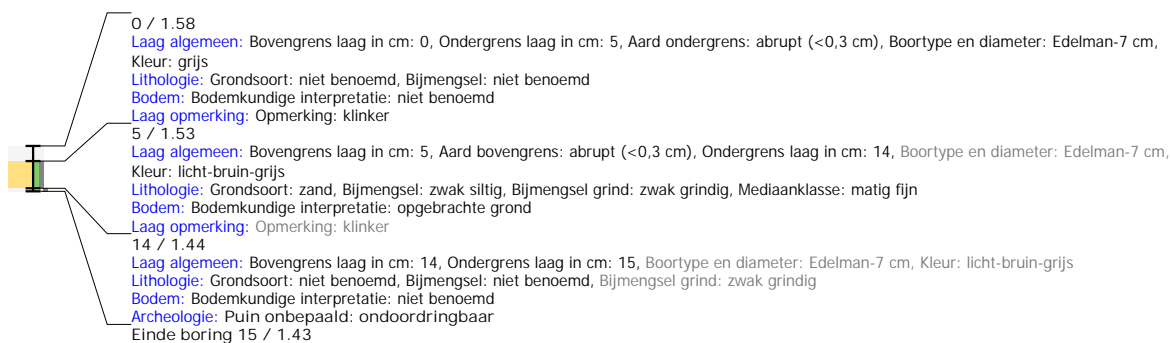 0 / 1.58
Laag algemeen: Bovengrens laag in cm: 0, Ondergrens laag in cm: 5, Aard ondergrens: abrupt (<0,3 cm), Boortype en diameter: Edelman-7 cm,
Kleur: grijs
Lithologie: Grondsoort: niet benoemd, Bijmengsel: niet benoemd
Bodem: Bodemkundige interpretatie: niet benoemd
Laag opmerking: Opmerking: klinker
5 / 1.53
Laag algemeen: Bovengrens laag in cm: 5, Aard bovengrens: abrupt (<0,3 cm), Ondergrens laag in cm: 14, Boortype en diameter: Edelman-7 cm,
Kleur: licht-bruin-grijs
Lithologie: Grondsoort: zand, Bijmengsel: zwak siltig, Bijmengsel grind: zwak grindig, Mediaanklasse: matig fijn
Bodem: Bodemkundige interpretatie: opgebrachte grond
Laag opmerking: Opmerking: klinker
14 / 1.44
Laag algemeen: Bovengrens laag in cm: 14, Ondergrens laag in cm: 15, Boortype en diameter: Edelman-7 cm, Kleur: licht-bruin-grijs
Lithologie: Grondsoort: niet benoemd, Bijmengsel: niet benoemd, Bijmengsel grind: zwak grindig
Bodem: Bodemkundige interpretatie: niet benoemd
Archeologie: Puin onbepaald: ondoordringbaar
Einde boring 15 / 1.43